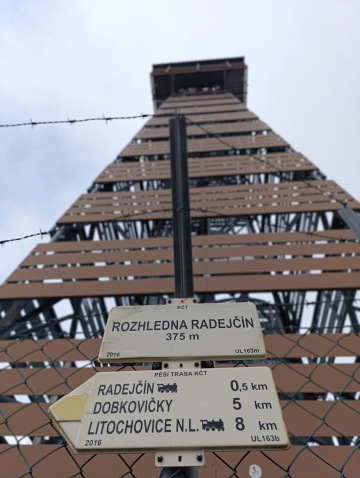 KČT
ROZHLEDNA RADEJČÍN
375 m
2016 UL163m
PĚŠÍ TRASA KČT
RADEJČÍN 0,5 km
DOBKOVIČKY 5 km
LITOCHOVICE N.L. 8 km
2016 UL163b